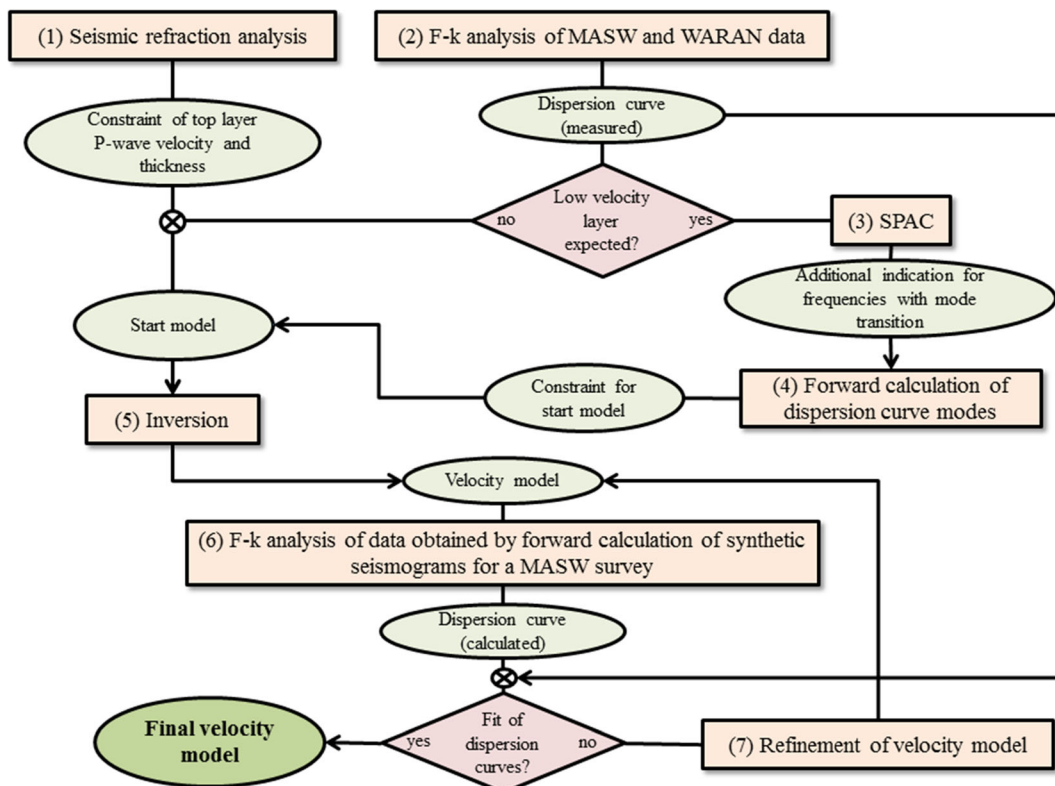 (1) Seismic refraction analysis
(2) F-k analysis of MASW and WARAN data
Constraint of top layer
P-wave velocity and
thickness
Dispersion curve
(measured)
no
Low velocity
layer
expected?
yes
(3) SPAC
Additional indication for
frequencies with mode
transition
Start model
Constraint for
start model
(4) Forward calculation of
dispersion curve modes
(5) Inversion
Velocity model
(6) F-k analysis of data obtained by forward calculation of synthetic
seismograms for a MASW survey
Dispersion curve
(calculated)
Final velocity
model
yes
Fit of
dispersion
curves?
no
(7) Refinement of velocity model